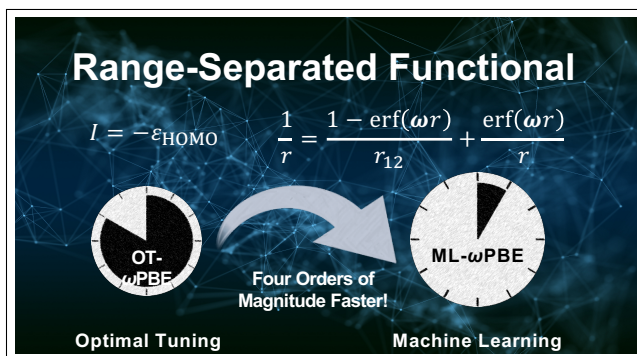 Range-Separated Functional
I = −ε_HOMO
1/r = (1 − erf(ωr))/r₁₂ + erf(ωr)/r
OT-
ωPBE
ML-ωPBE
Four Orders of
Magnitude Faster!
Optimal Tuning
Machine Learning